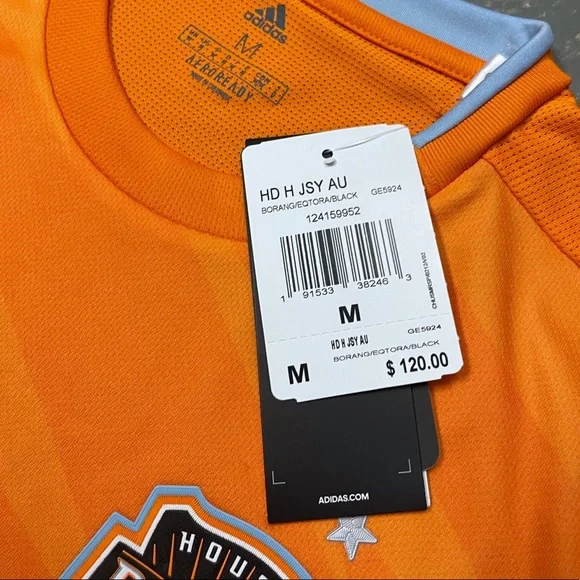 adidas
M
AEROREADY
HD H JSY AU
BORANG/EQTORA/BLACK GE5924
124159952
1 91533 38246 3
M
HD H JSY AU GE5924
BORANG/EQTORA/BLACK
M $ 120.00
ADIDAS.COM
HOU